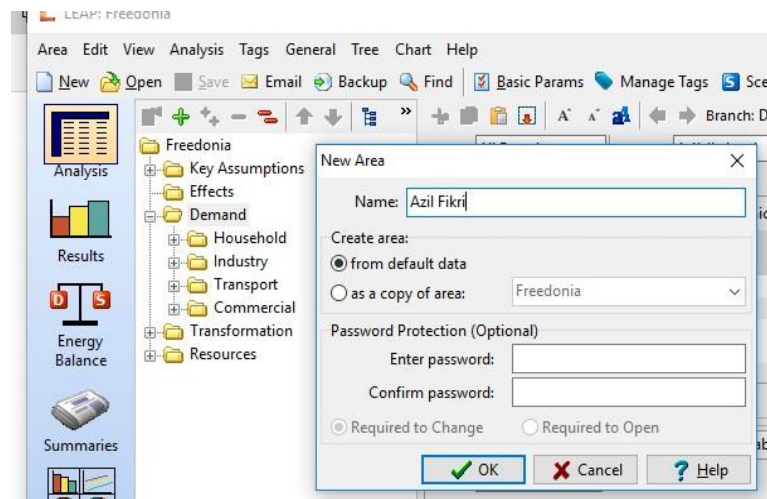 LEAP: Freedonia
Area Edit View Analysis Tags General Tree Chart Help
New Open Save Email Backup Find Basic Params Manage Tags S Sce
» A A Branch: D
Analysis
Results
D S
Energy
Balance
Summaries
Freedonia
Key Assumptions
Effects
Demand
Household
Industry
Transport
Commercial
Transformation
Resources
New Area
Name: Azil Fikri
Create area:
from default data
as a copy of area: Freedonia
Password Protection (Optional)
Enter password:
Confirm password:
Required to Change Required to Open
OK Cancel ? Help